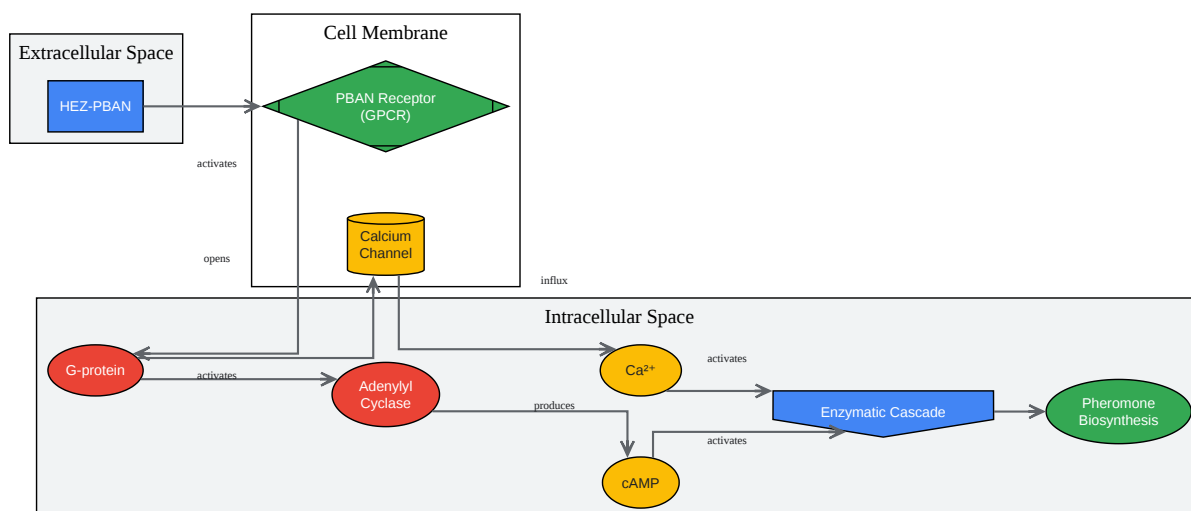 Cell Membrane
Extracellular Space
HEZ-PBAN
PBAN Receptor
(GPCR)
activates
Calcium
Channel
opens
influx
Intracellular Space
G-protein
activates
Adenylyl
Cyclase
Ca²⁺
activates
produces
Enzymatic Cascade
Pheromone
Biosynthesis
activates
cAMP